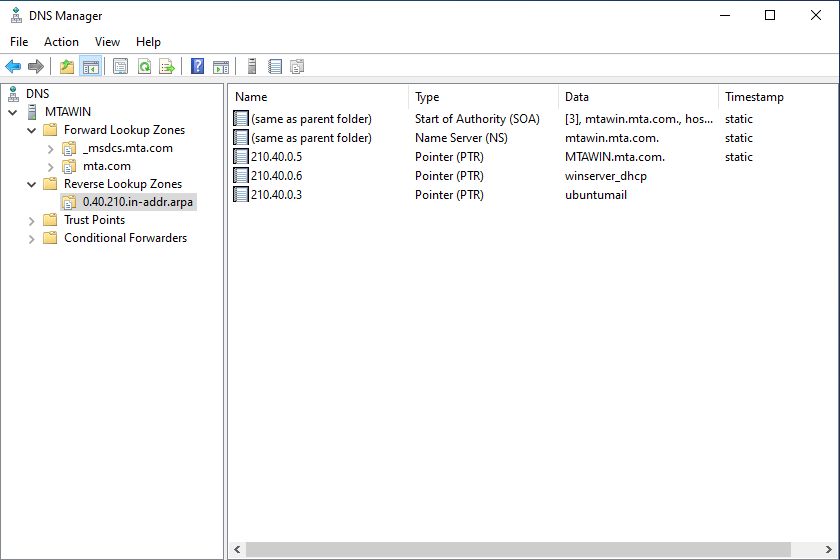 DNS Manager
File Action View Help
DNS
MTAWIN
Forward Lookup Zones
_msdcs.mta.com
mta.com
Reverse Lookup Zones
0.40.210.in-addr.arpa
Trust Points
Conditional Forwarders
Name Type Data Timestamp
(same as parent folder) Start of Authority (SOA) [3], mtawin.mta.com., hos... static
(same as parent folder) Name Server (NS) mtawin.mta.com. static
210.40.0.5 Pointer (PTR) MTAWIN.mta.com. static
210.40.0.6 Pointer (PTR) winserver_dhcp
210.40.0.3 Pointer (PTR) ubuntumail